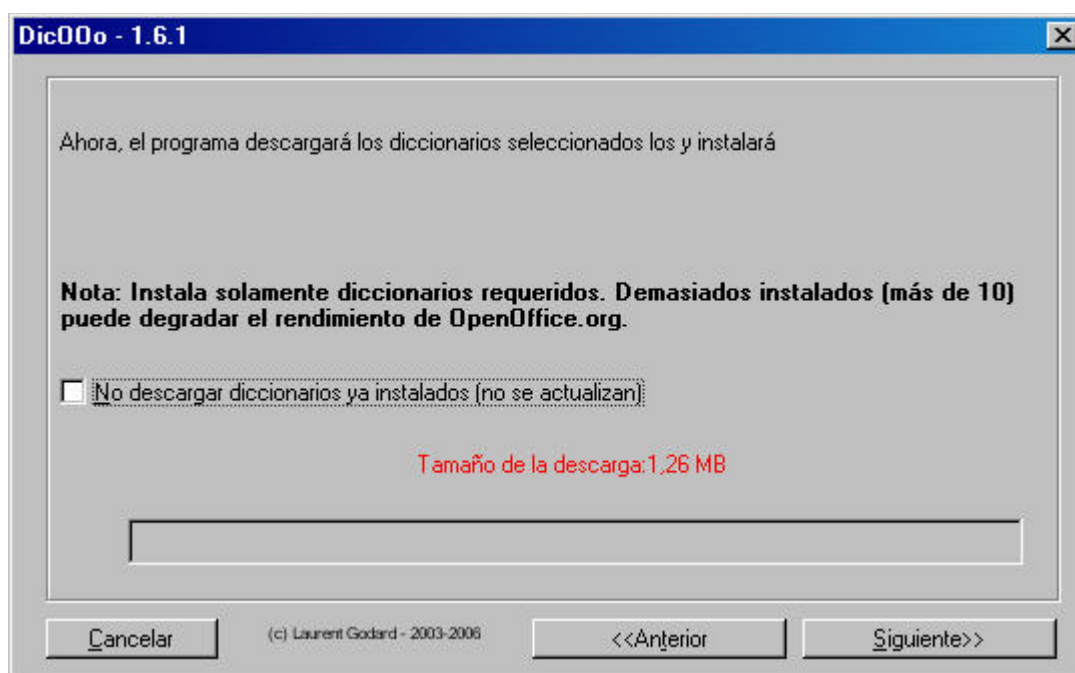 DicOOo - 1.6.1
Ahora, el programa descargará los diccionarios seleccionados los y instalará
Nota: Instala solamente diccionarios requeridos. Demasiados instalados (más de 10)
puede degradar el rendimiento de OpenOffice.org.
No descargar diccionarios ya instalados (no se actualizan)
Tamaño de la descarga:1,26 MB
Cancelar
(c) Laurent Godard - 2003-2006
<<Anterior
Siguiente>>